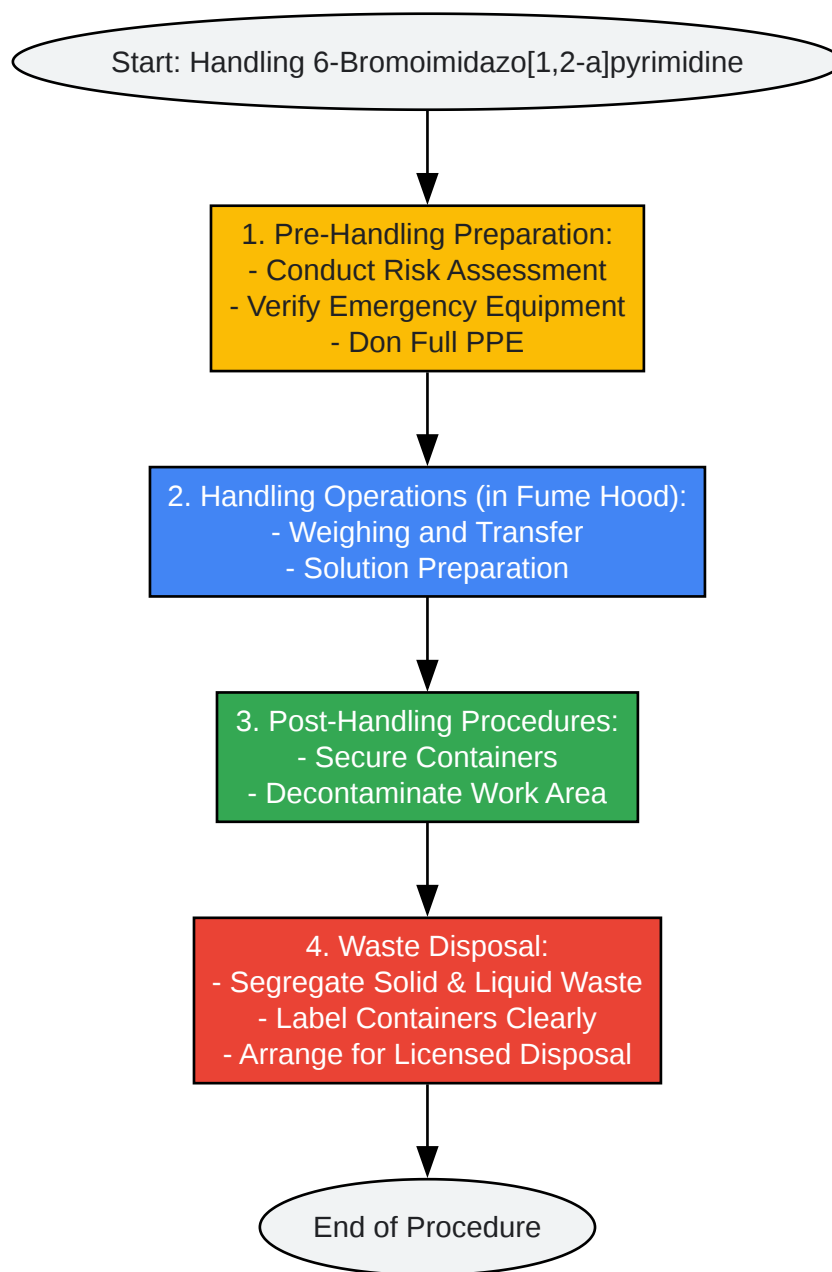 Start: Handling 6-Bromoimidazo[1,2-a]pyrimidine
1. Pre-Handling Preparation:
- Conduct Risk Assessment
- Verify Emergency Equipment
- Don Full PPE
2. Handling Operations (in Fume Hood):
- Weighing and Transfer
- Solution Preparation
3. Post-Handling Procedures:
- Secure Containers
- Decontaminate Work Area
4. Waste Disposal:
- Segregate Solid & Liquid Waste
- Label Containers Clearly
- Arrange for Licensed Disposal
End of Procedure